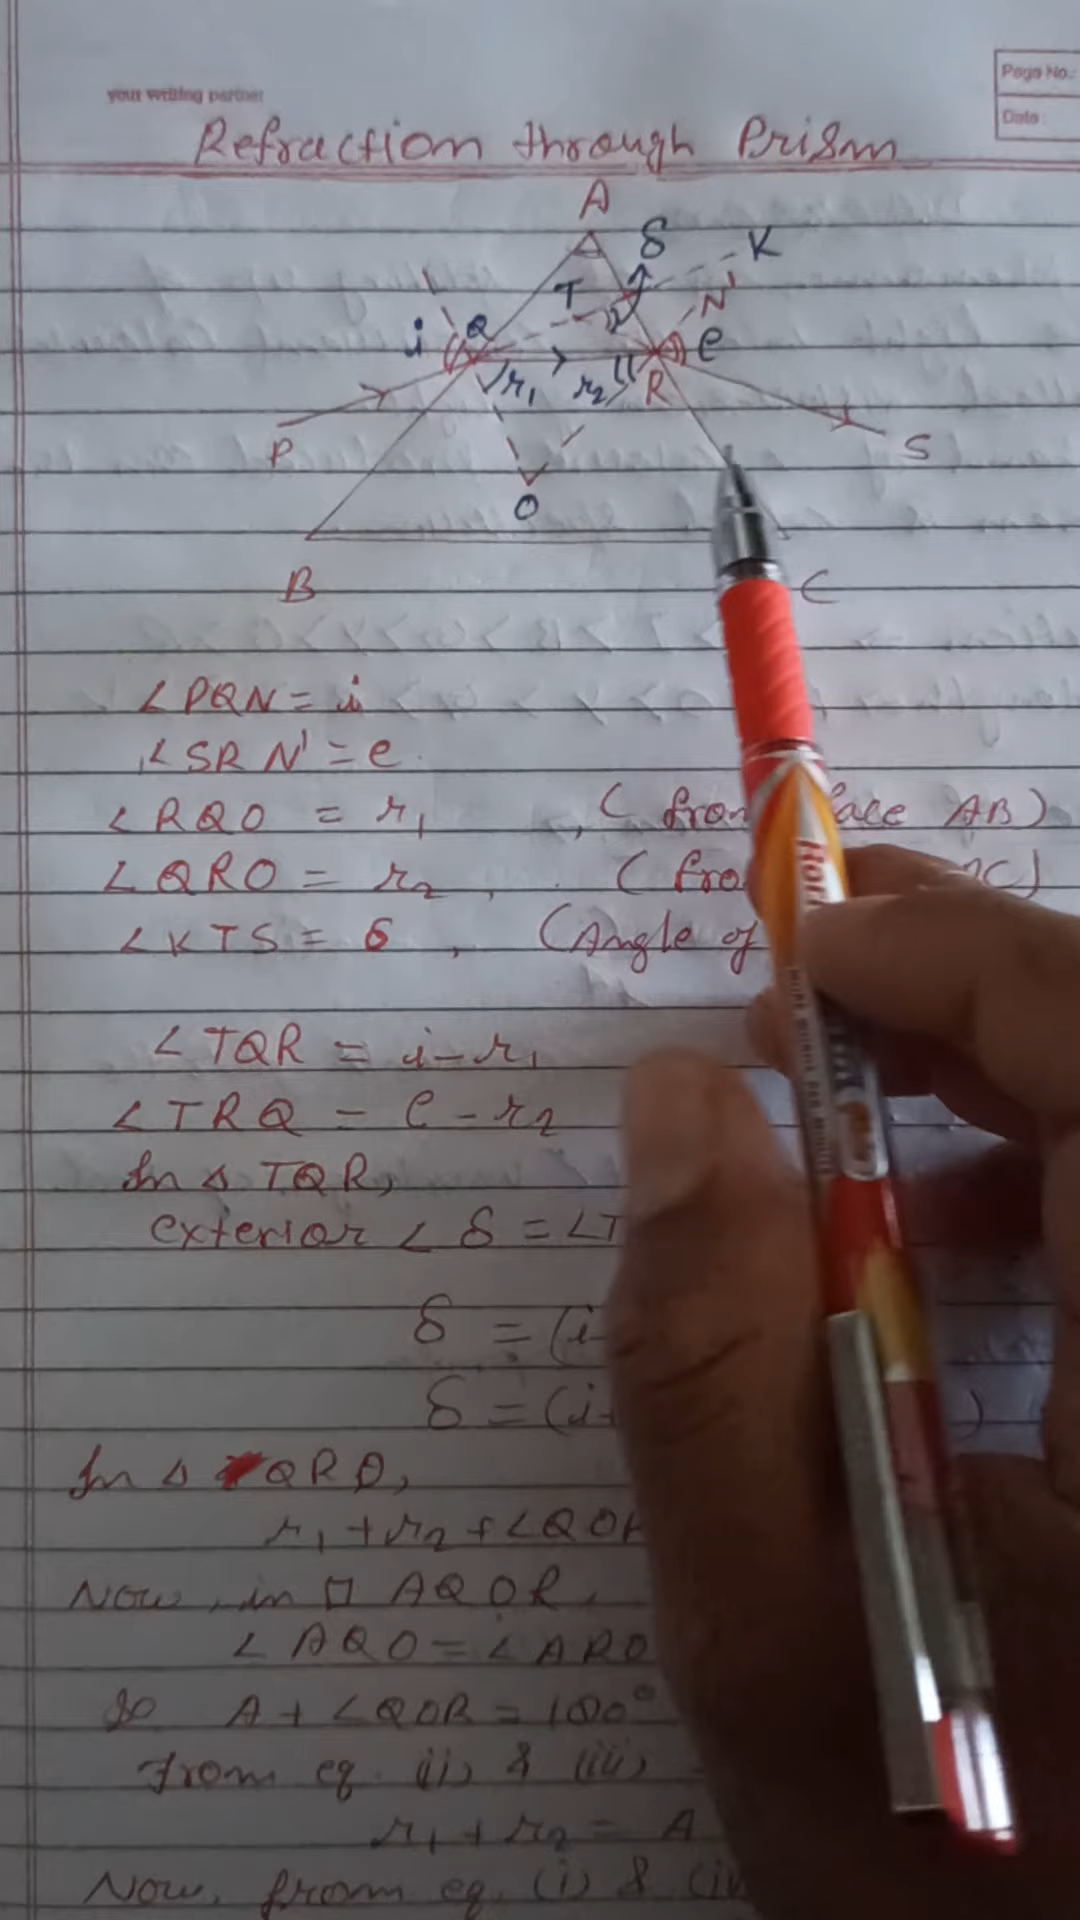 your writing partner
Page No.:
Date:
Refraction through Prism
A
δ
K
T
N'
i
Q
e
r₁
r₂
R
P
S
O
B
C
∠PQN = i
∠SRN' = e
∠RQO = r₁ , (from face AB)
∠QRO = r₂ ,
∠KTS = δ , (Angle of
∠TQR = i - r₁
∠TRQ = e - r₂
In Δ TQR,
exterior ∠ δ = ∠T
δ = (i-
δ = (i+ )
In Δ QRO,
r₁ + r₂ + ∠QOR
Now, in □ AQOR,
∠AQO = ∠ARO
So A + ∠QOR = 180°
from eq. (ii) & (iii)
r₁ + r₂ = A
Now, from eq. (i) & (iv